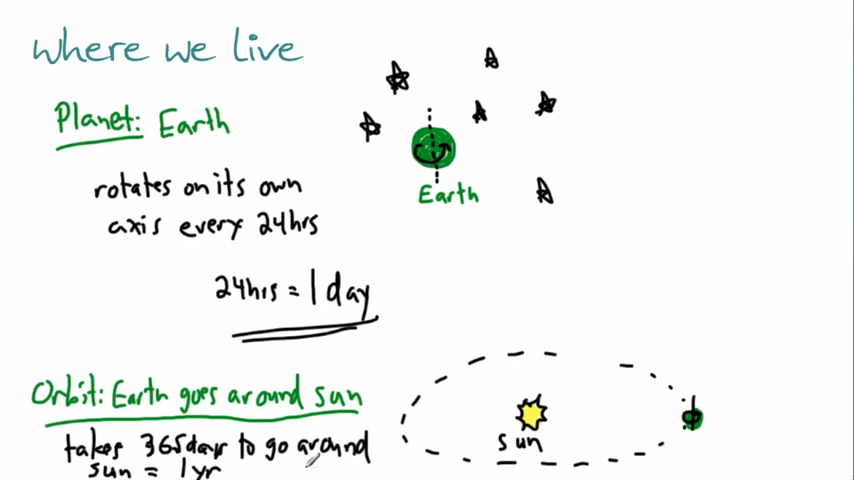 where we live
Planet: Earth
rotates on its own
axis every 24hrs
Earth
24hrs = 1 day
Orbit: Earth goes around sun
takes 365day to go around
sun = 1yr
sun